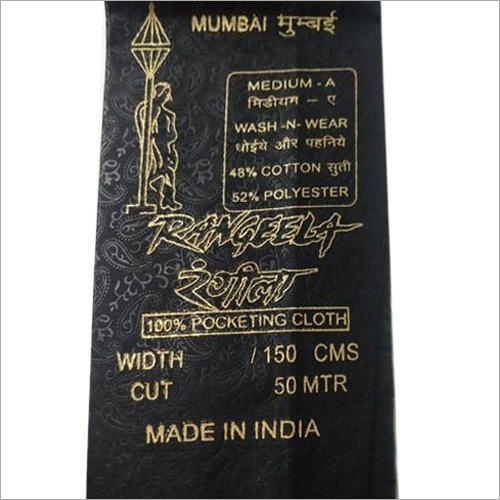 MUMBAI मुम्बई
MEDIUM - A
मिडीयम - ए
WASH -N- WEAR
धोईये और पहनिये
48% COTTON सुती
52% POLYESTER
RANGEELA
रंगीला
100% POCKETING CLOTH
WIDTH / 150 CMS
CUT 50 MTR
MADE IN INDIA